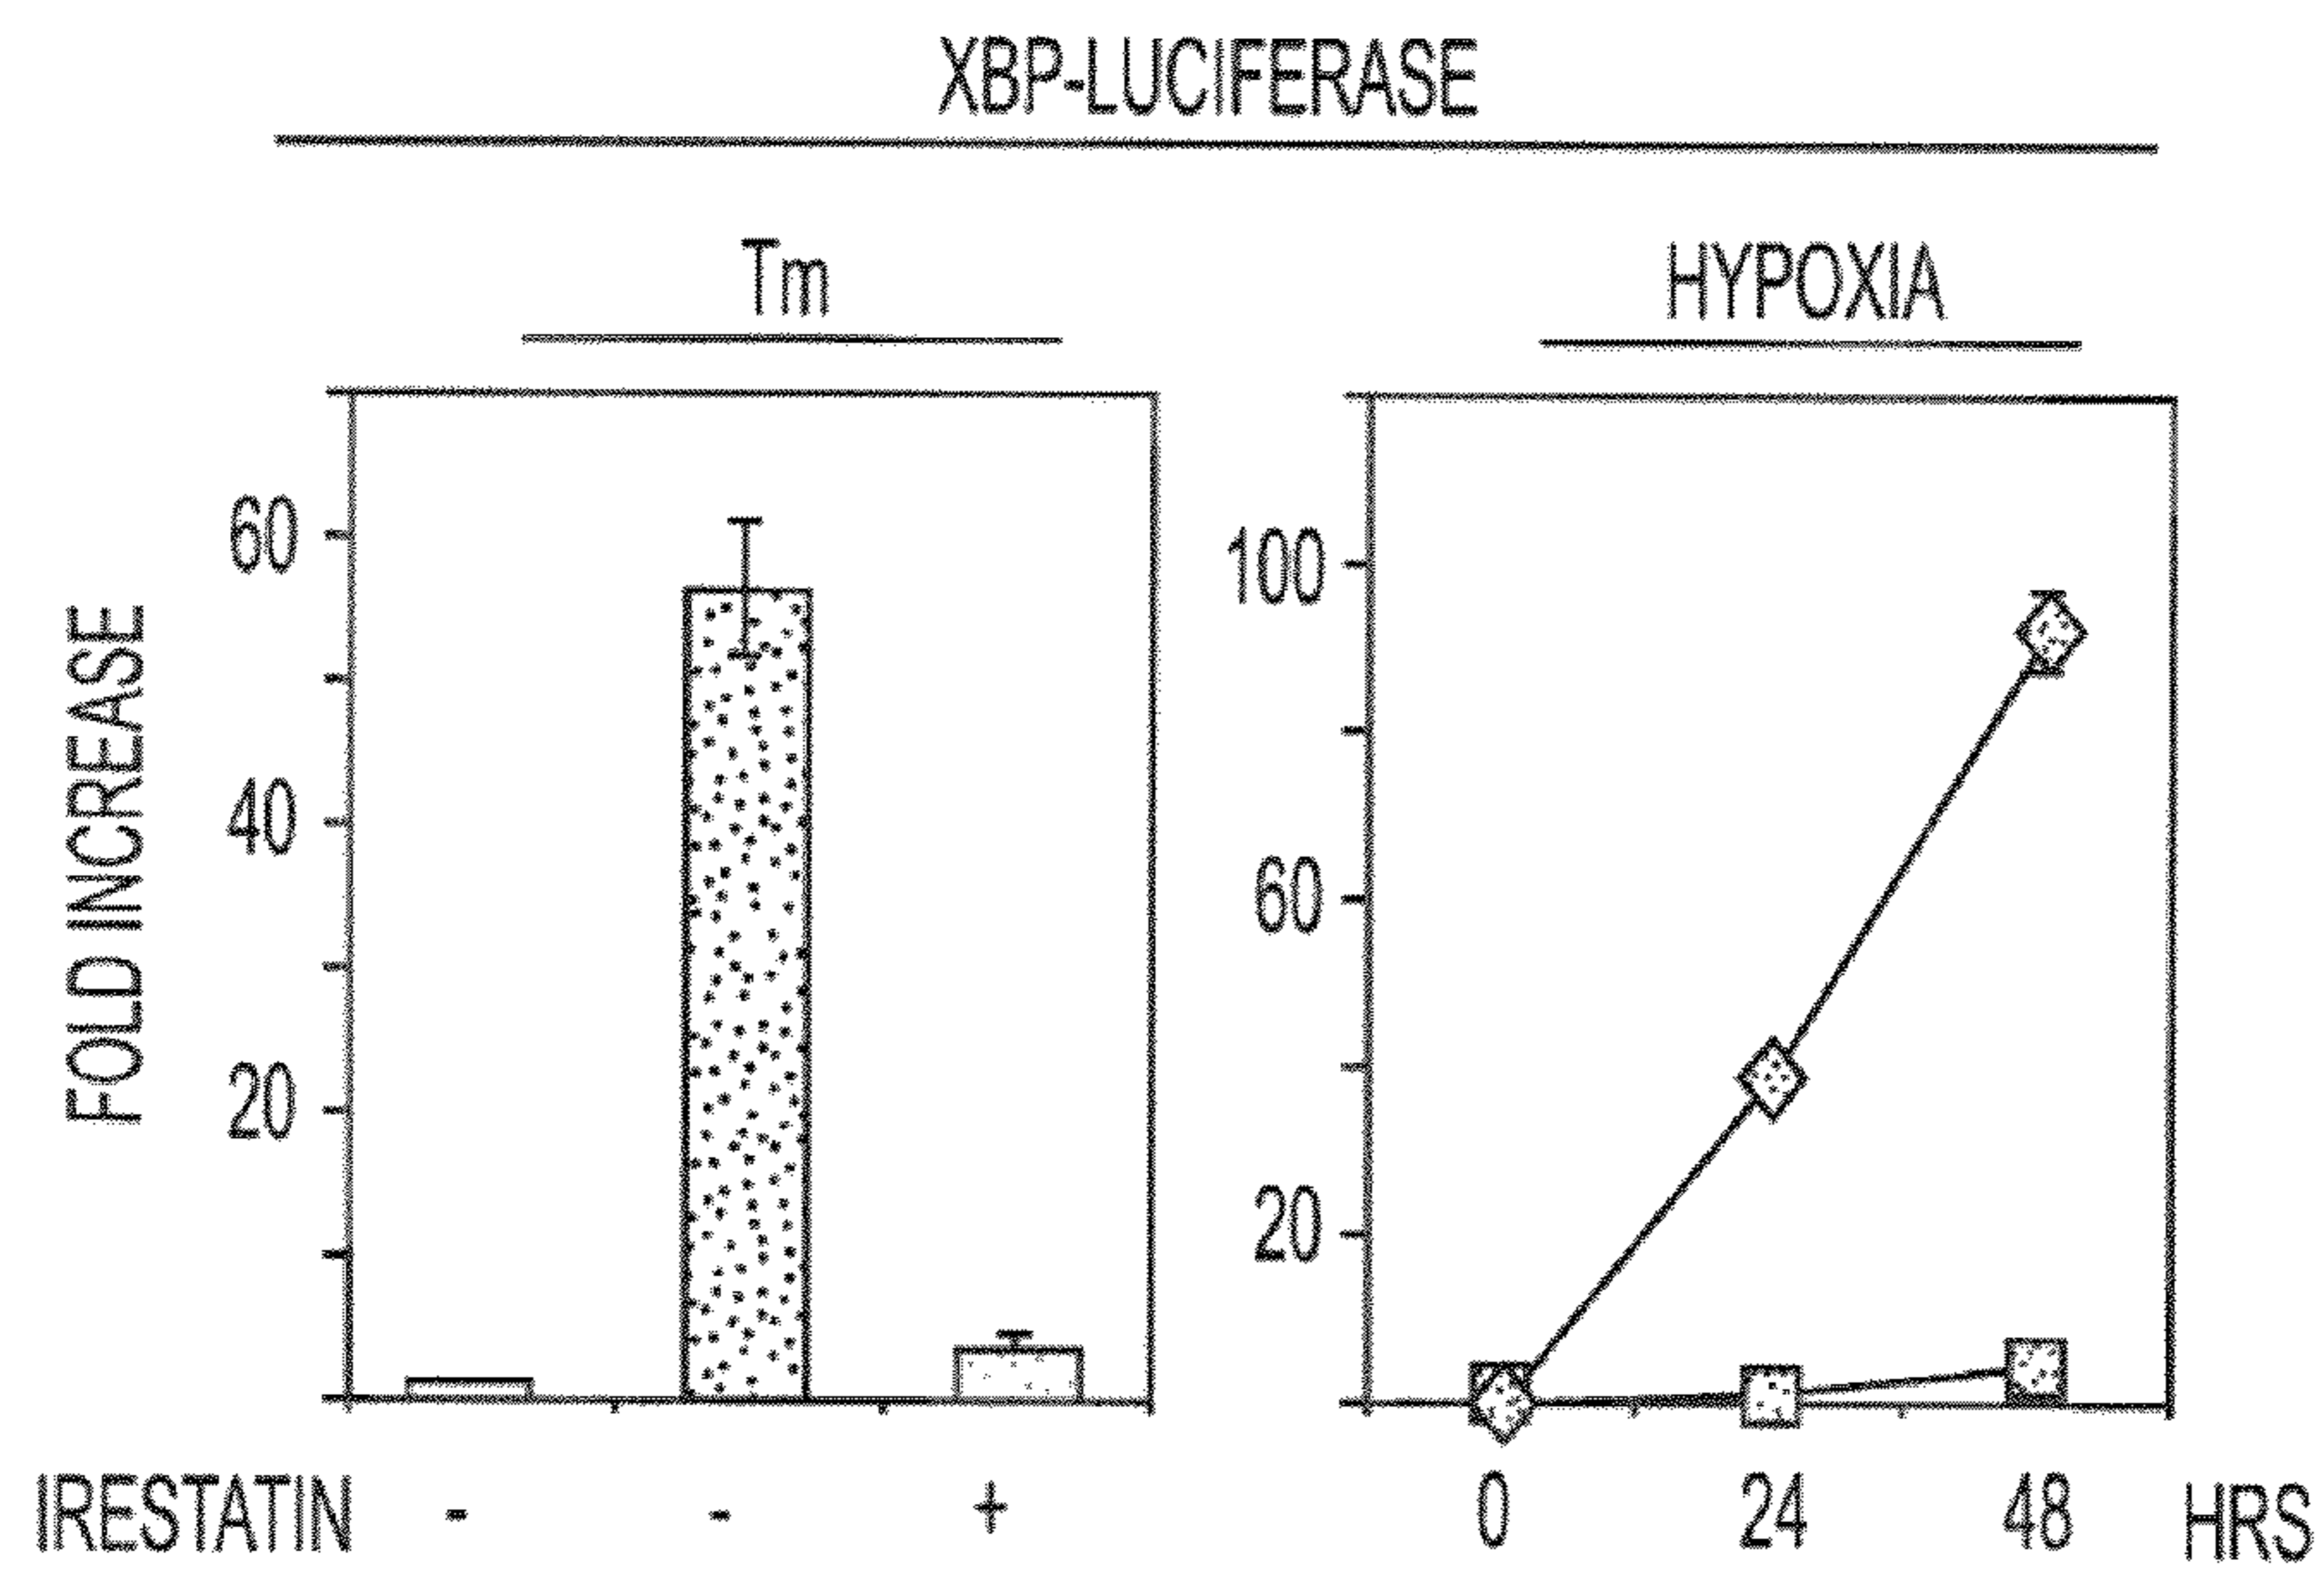 XBP-LUCIFERASE
Tm
HYPOXIA
FOLD INCREASE
60
40
20
100
60
20
IRESTATIN - - +
0 24 48 HRS